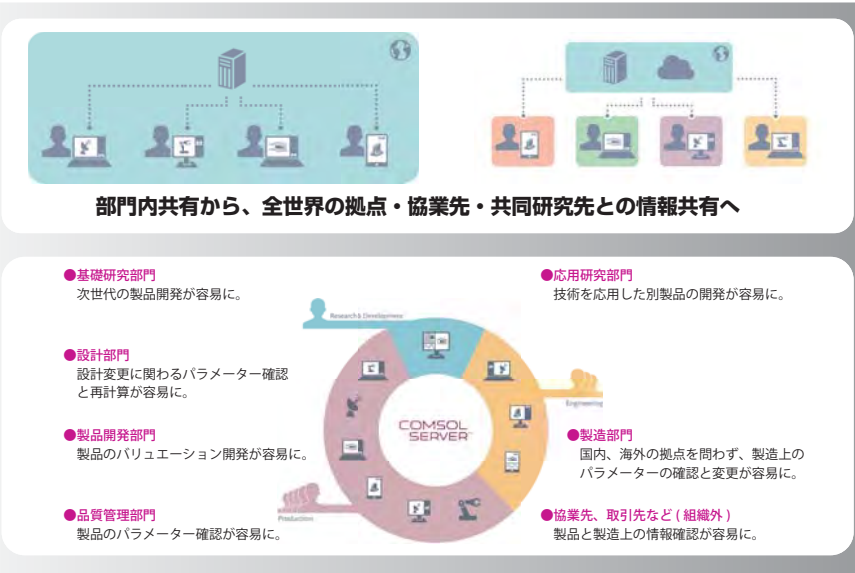 部門内共有から、全世界の拠点・協業先・共同研究先との情報共有へ
●基礎研究部門
次世代の製品開発が容易に。
●応用研究部門
技術を応用した別製品の開発が容易に。
Research & Development
●設計部門
設計変更に関わるパラメーター確認
と再計算が容易に。
Engineering
COMSOL
SERVER™
●製品開発部門
製品のバリュエーション開発が容易に。
●製造部門
国内、海外の拠点を問わず、製造上の
パラメーターの確認と変更が容易に。
Production
●品質管理部門
製品のパラメーター確認が容易に。
●協業先、取引先など ( 組織外 )
製品と製造上の情報確認が容易に。